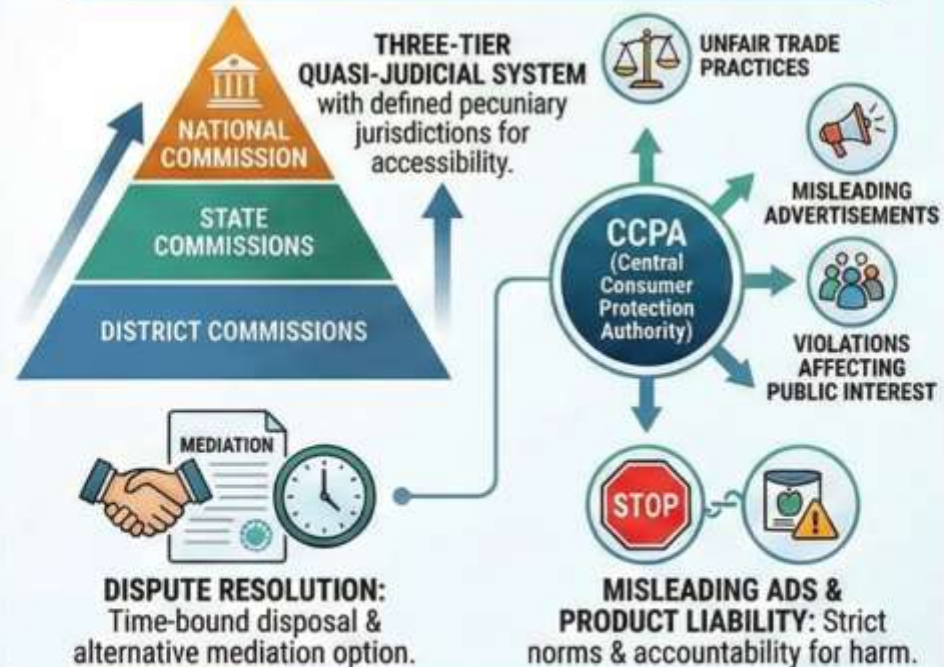 THREE-TIER
QUASI-JUDICIAL SYSTEM
with defined pecuniary
jurisdictions for
accessibility.
NATIONAL
COMMISSION
STATE
COMMISSIONS
DISTRICT COMMISSIONS
UNFAIR TRADE
PRACTICES
MISLEADING
ADVERTISEMENTS
CCPA
(Central
Consumer
Protection
Authority)
VIOLATIONS
AFFECTING
PUBLIC INTEREST
MEDIATION
DISPUTE RESOLUTION:
Time-bound disposal &
alternative mediation option.
STOP
MISLEADING ADS &
PRODUCT LIABILITY: Strict
norms & accountability for harm.